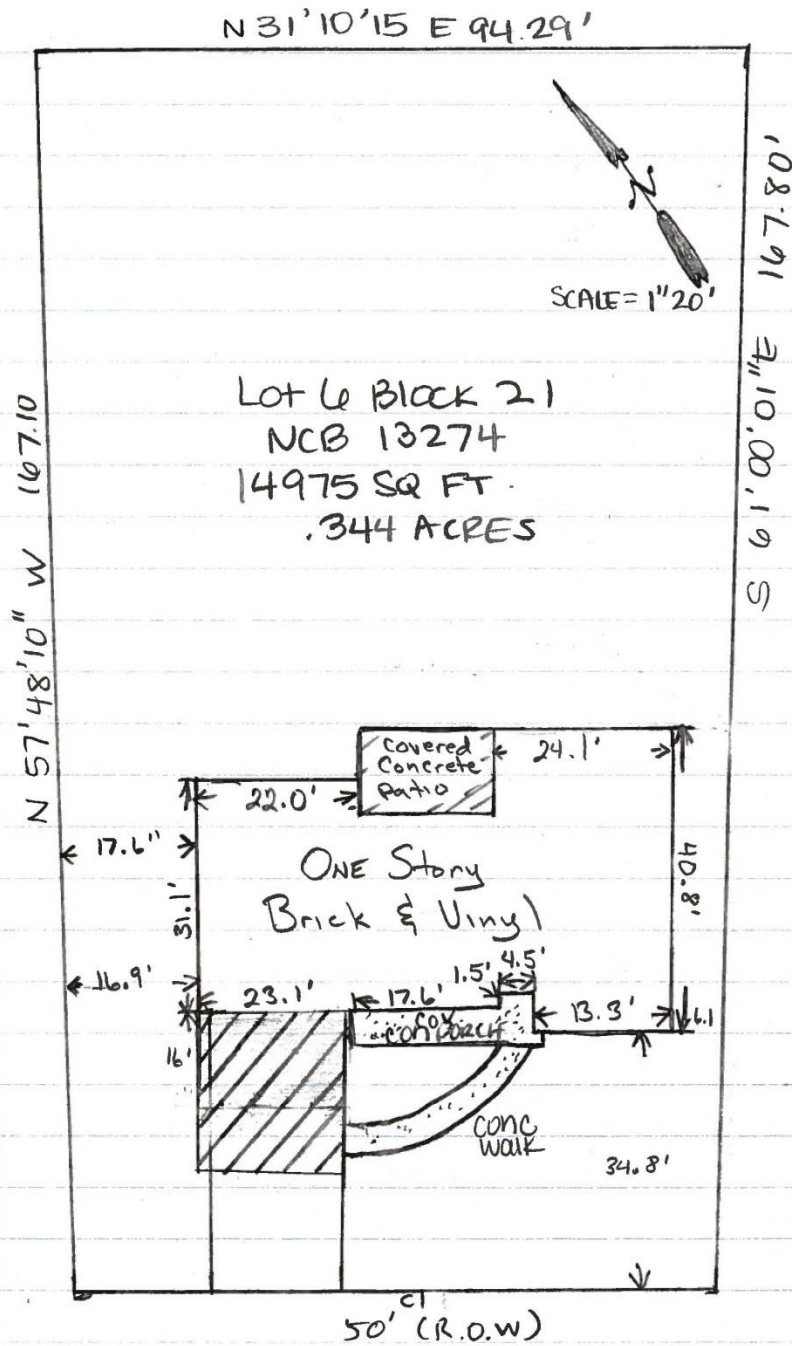 N 31'10'15 E 94.29'
N
SCALE = 1"20'
S 61'00'01"E 167.80'
Lot 6 BLOCK 21
NCB 13274
14975 SQ FT.
.344 ACRES
N 57'48'10" W 167.10
Covered
Concrete
patio
24.1'
22.0'
17.6"
31.1'
ONE Story
Brick & Vinyl
40.8'
16.9'
23.1'
17.6'
1.5'
4.5'
13.3'
6.1
16'
PORCH
conc
walk
34.8'
C1
50' (R.O.W)